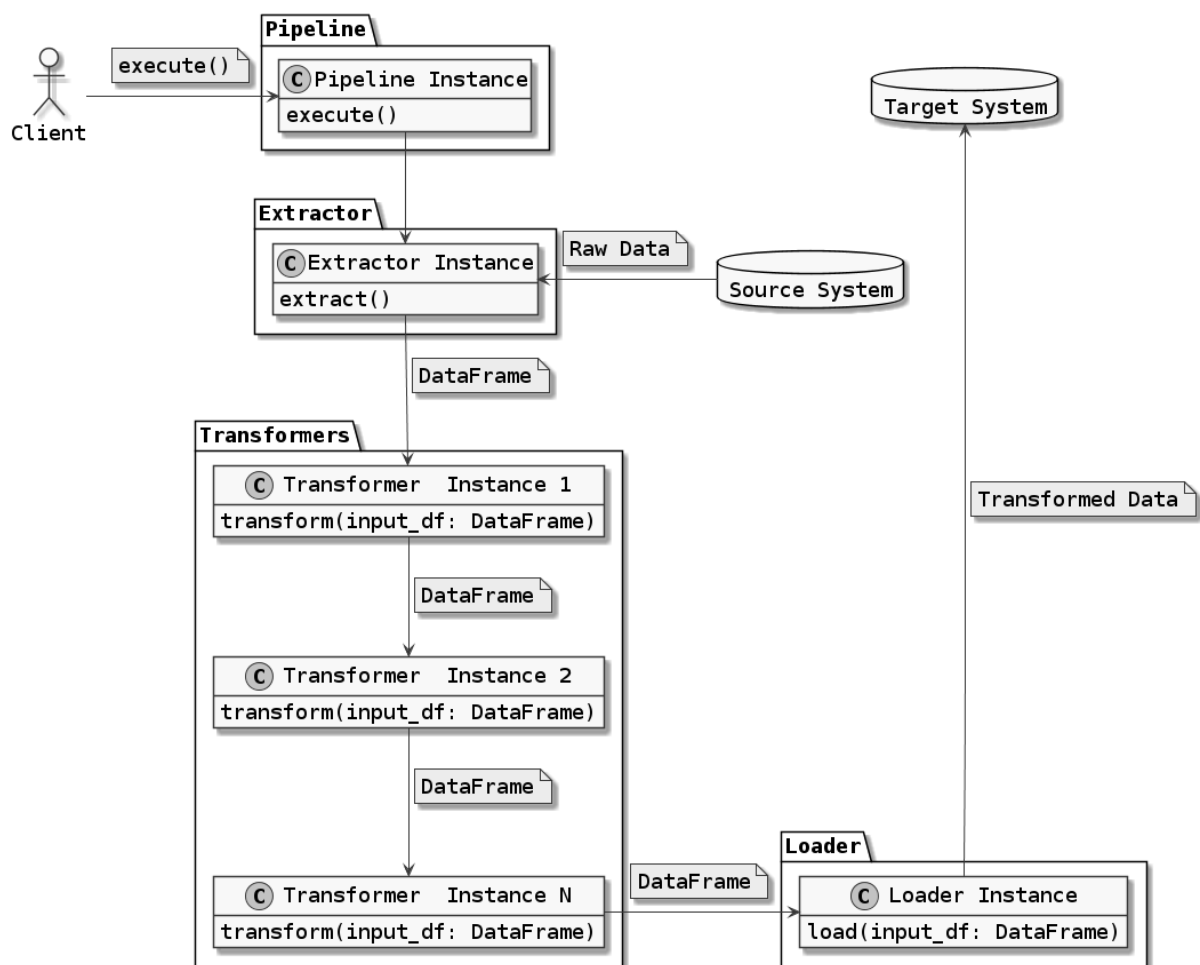 Pipeline
execute()
C Pipeline Instance
execute()
Client
Target System
Extractor
C Extractor Instance
extract()
Raw Data
Source System
DataFrame
Transformers
C Transformer  Instance 1
transform(input_df: DataFrame)
Transformed Data
DataFrame
C Transformer  Instance 2
transform(input_df: DataFrame)
DataFrame
Loader
C Transformer  Instance N
transform(input_df: DataFrame)
DataFrame
C Loader Instance
load(input_df: DataFrame)